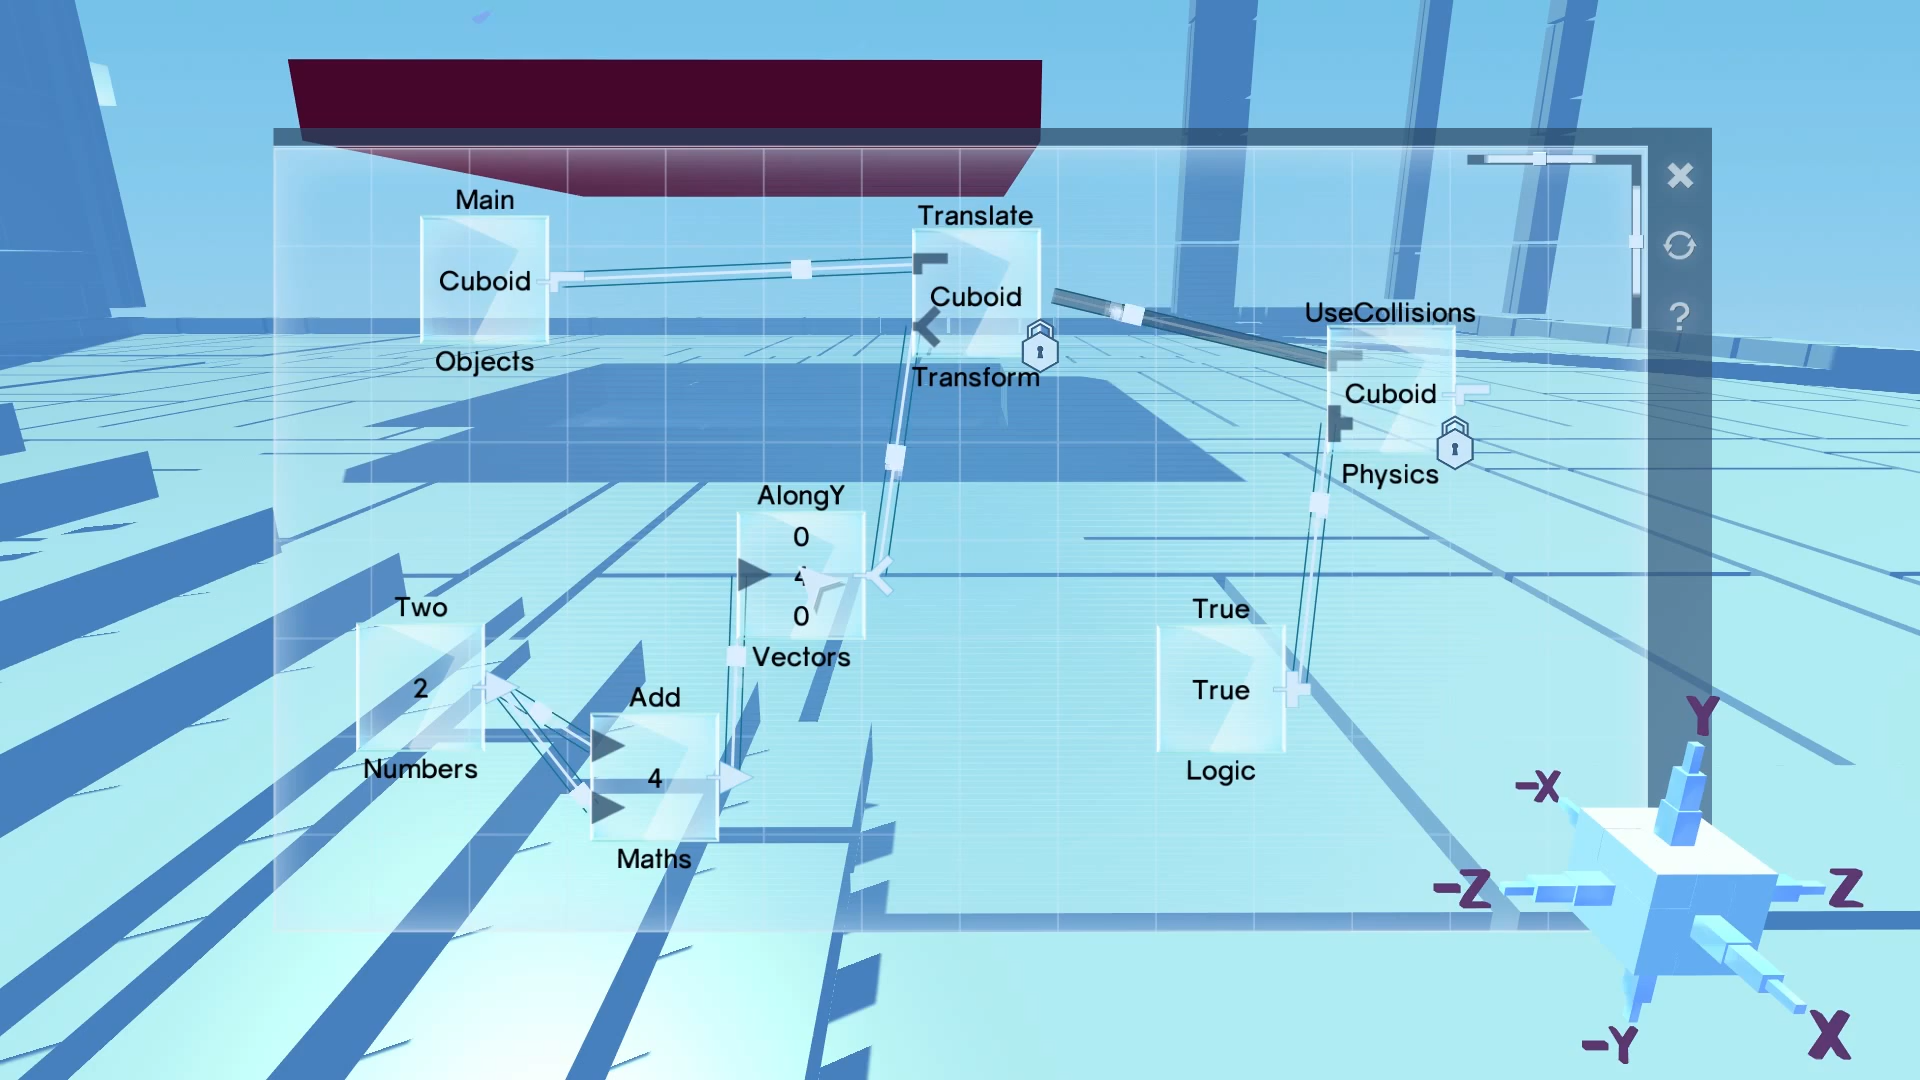 Main
Cuboid
Objects
Translate
Cuboid
Transform
UseCollisions
Cuboid
Physics
AlongY
0
4
0
Vectors
Two
2
Numbers
Add
4
Maths
True
True
Logic
?
Y
-X
-Z
Z
-Y
X